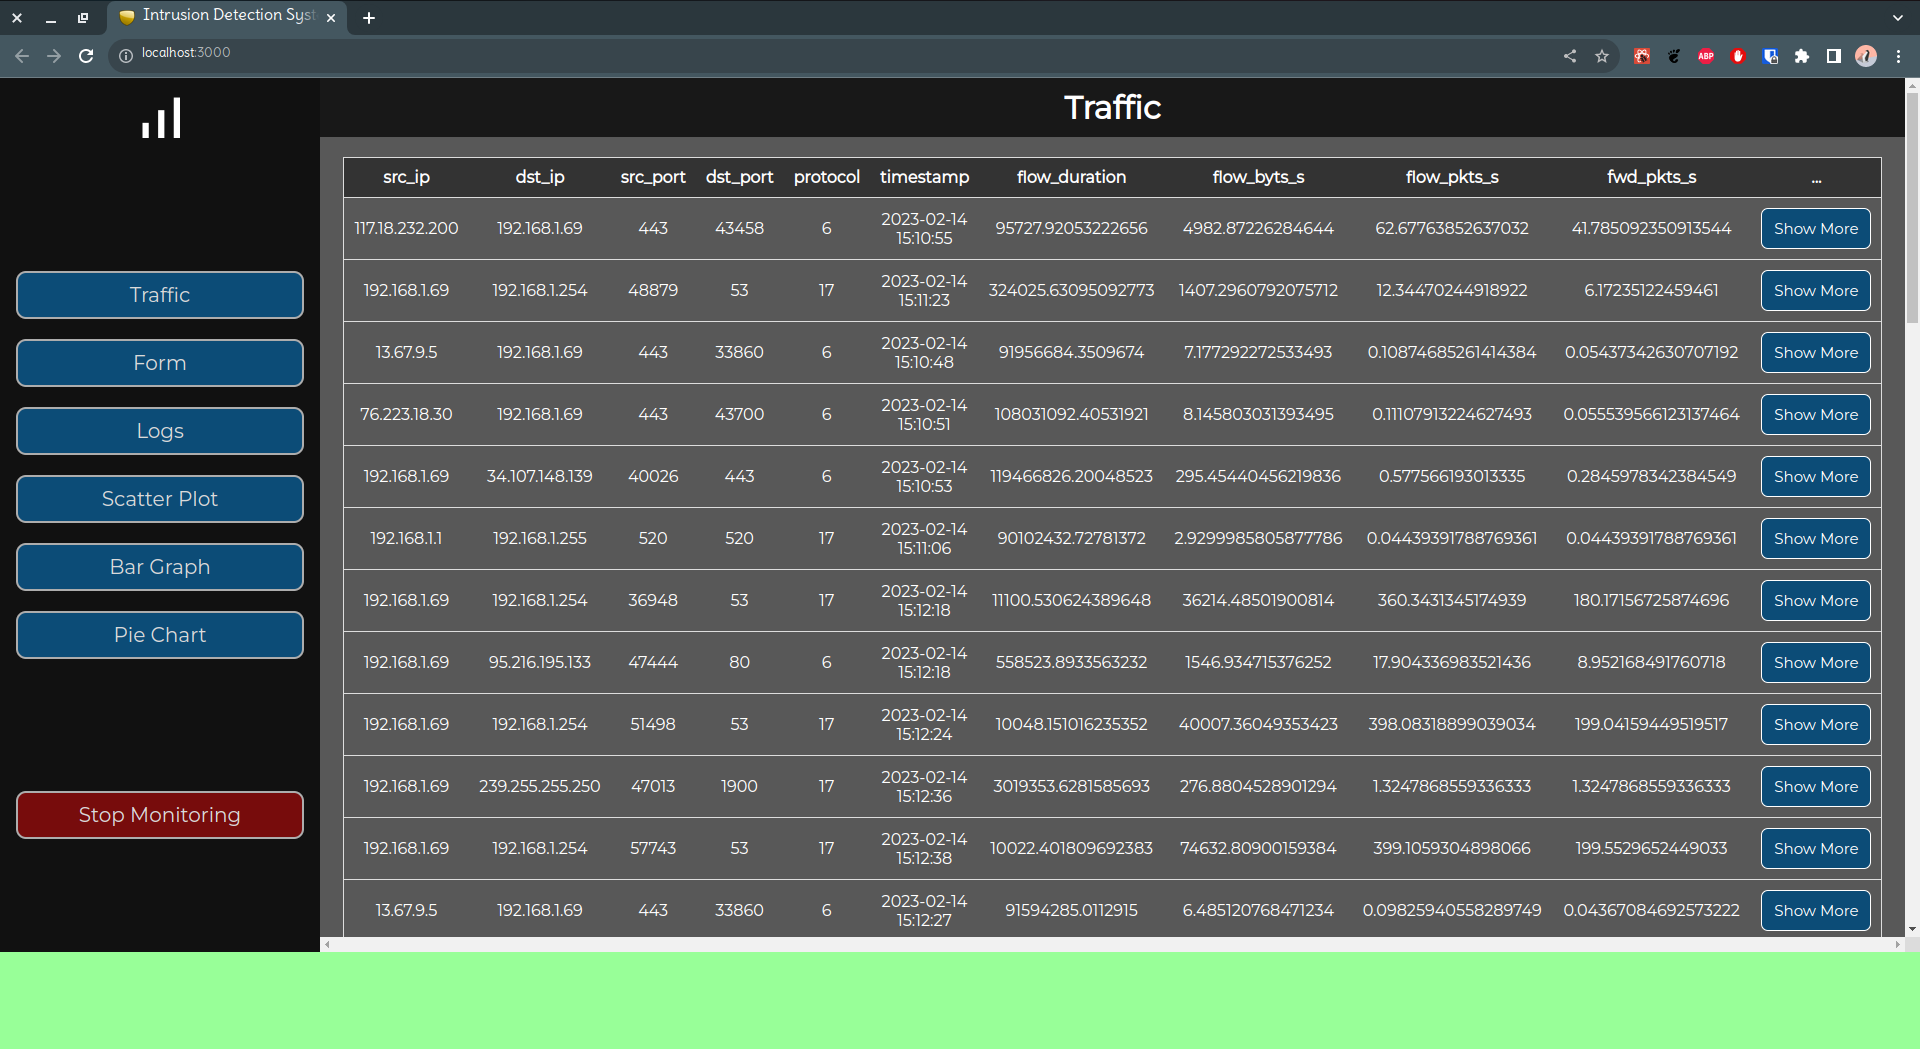 Intrusion Detection Syst
localhost:3000
ABP
Traffic
Traffic
Form
Logs
Scatter Plot
Bar Graph
Pie Chart
Stop Monitoring
src_ip dst_ip src_port dst_port protocol timestamp flow_duration flow_byts_s flow_pkts_s fwd_pkts_s ...
117.18.232.200 192.168.1.69 443 43458 6 2023-02-14 15:10:55 95727.92053222656 4982.87226284644 62.67763852637032 41.785092350913544 Show More
192.168.1.69 192.168.1.254 48879 53 17 2023-02-14 15:11:23 324025.63095092773 1407.2960792075712 12.34470244918922 6.17235122459461 Show More
13.67.9.5 192.168.1.69 443 33860 6 2023-02-14 15:10:48 91956684.3509674 7.177292272533493 0.10874685261414384 0.05437342630707192 Show More
76.223.18.30 192.168.1.69 443 43700 6 2023-02-14 15:10:51 108031092.40531921 8.145803031393495 0.11107913224627493 0.055539566123137464 Show More
192.168.1.69 34.107.148.139 40026 443 6 2023-02-14 15:10:53 119466826.20048523 295.45440456219836 0.577566193013335 0.2845978342384549 Show More
192.168.1.1 192.168.1.255 520 520 17 2023-02-14 15:11:06 90102432.72781372 2.9299985805877786 0.04439391788769361 0.04439391788769361 Show More
192.168.1.69 192.168.1.254 36948 53 17 2023-02-14 15:12:18 11100.530624389648 36214.48501900814 360.3431345174939 180.17156725874696 Show More
192.168.1.69 95.216.195.133 47444 80 6 2023-02-14 15:12:18 558523.8933563232 1546.934715376252 17.904336983521436 8.952168491760718 Show More
192.168.1.69 192.168.1.254 51498 53 17 2023-02-14 15:12:24 10048.151016235352 40007.36049353423 398.08318899039034 199.04159449519517 Show More
192.168.1.69 239.255.255.250 47013 1900 17 2023-02-14 15:12:36 3019353.6281585693 276.8804528901294 1.3247868559336333 1.3247868559336333 Show More
192.168.1.69 192.168.1.254 57743 53 17 2023-02-14 15:12:38 10022.401809692383 74632.80900159384 399.1059304898066 199.5529652449033 Show More
13.67.9.5 192.168.1.69 443 33860 6 2023-02-14 15:12:27 91594285.0112915 6.485120768471234 0.09825940558289749 0.04367084692573222 Show More